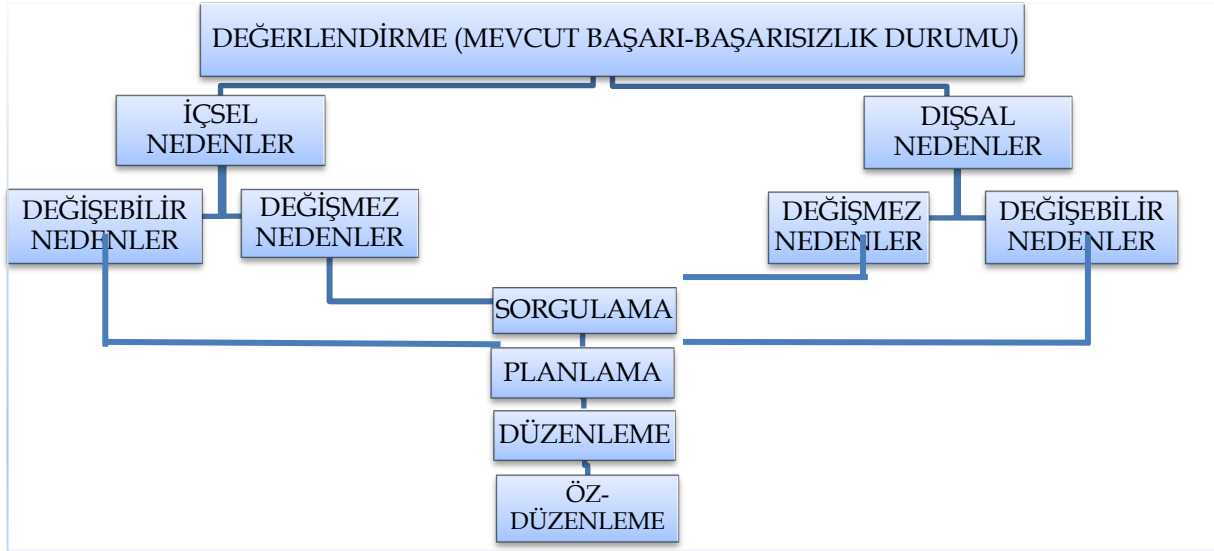 DEĞERLENDİRME (MEVCUT BAŞARI-BAŞARISIZLIK DURUMU)
İÇSEL
NEDENLER
DIŞSAL
NEDENLER
DEĞİŞEBİLİR
NEDENLER
DEĞİŞMEZ
NEDENLER
DEĞİŞMEZ
NEDENLER
DEĞİŞEBİLİR
NEDENLER
SORGULAMA
PLANLAMA
DÜZENLEME
ÖZ-
DÜZENLEME